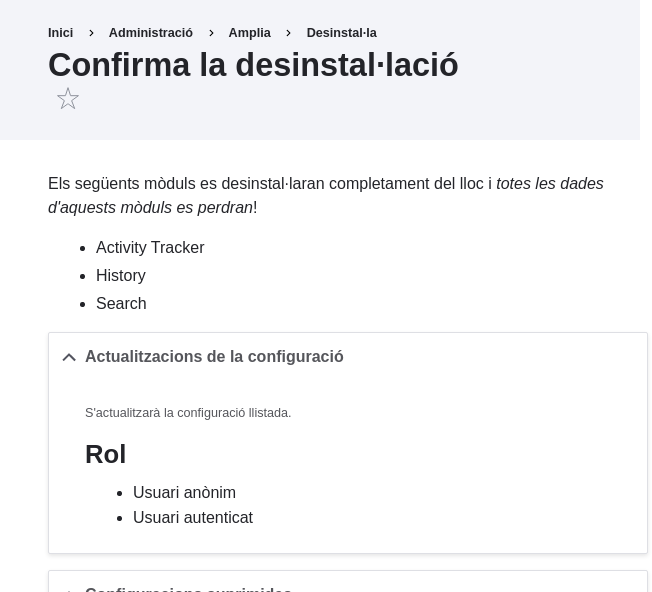 Inici > Administració > Amplia > Desinstal·la
Confirma la desinstal·lació
Els següents mòduls es desinstal·laran completament del lloc i totes les dades
d'aquests mòduls es perdran!
Activity Tracker
History
Search
Actualitzacions de la configuració
S'actualitzarà la configuració llistada.
Rol
Usuari anònim
Usuari autenticat
Configuracions suprimides